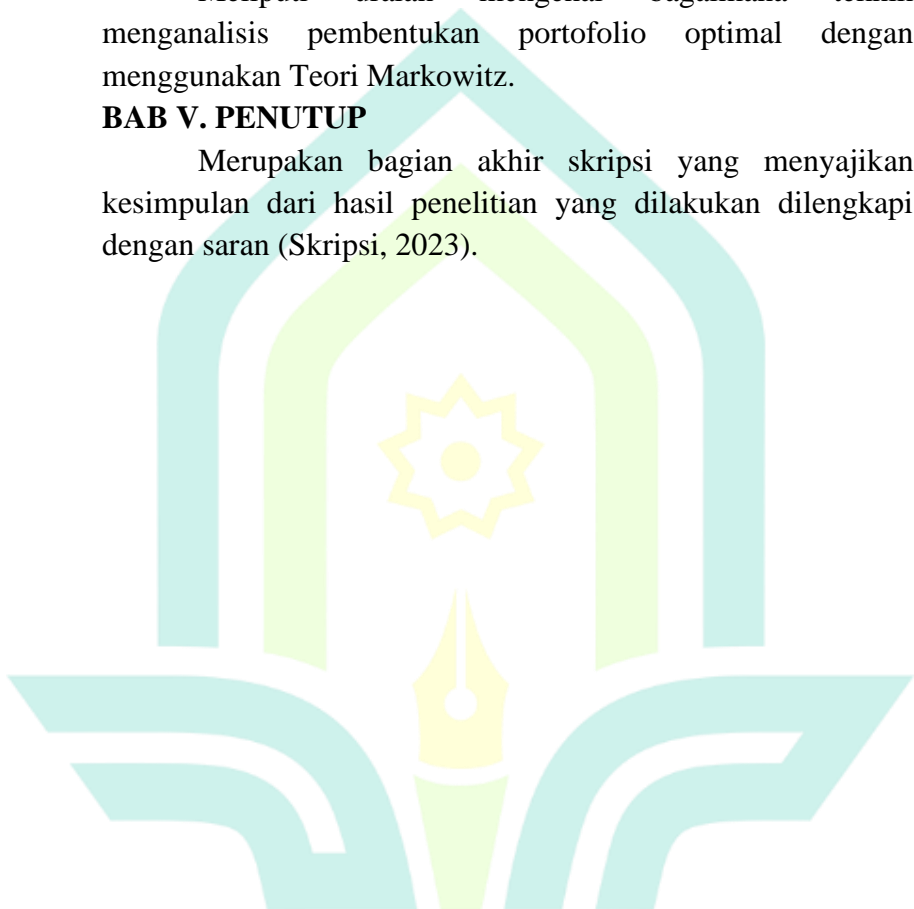 Meliputi uraian mengenai bagaimana teknik
menganalisis pembentukan portofolio optimal dengan
menggunakan Teori Markowitz.
BAB V. PENUTUP
Merupakan bagian akhir skripsi yang menyajikan
kesimpulan dari hasil penelitian yang dilakukan dilengkapi
dengan saran (Skripsi, 2023).